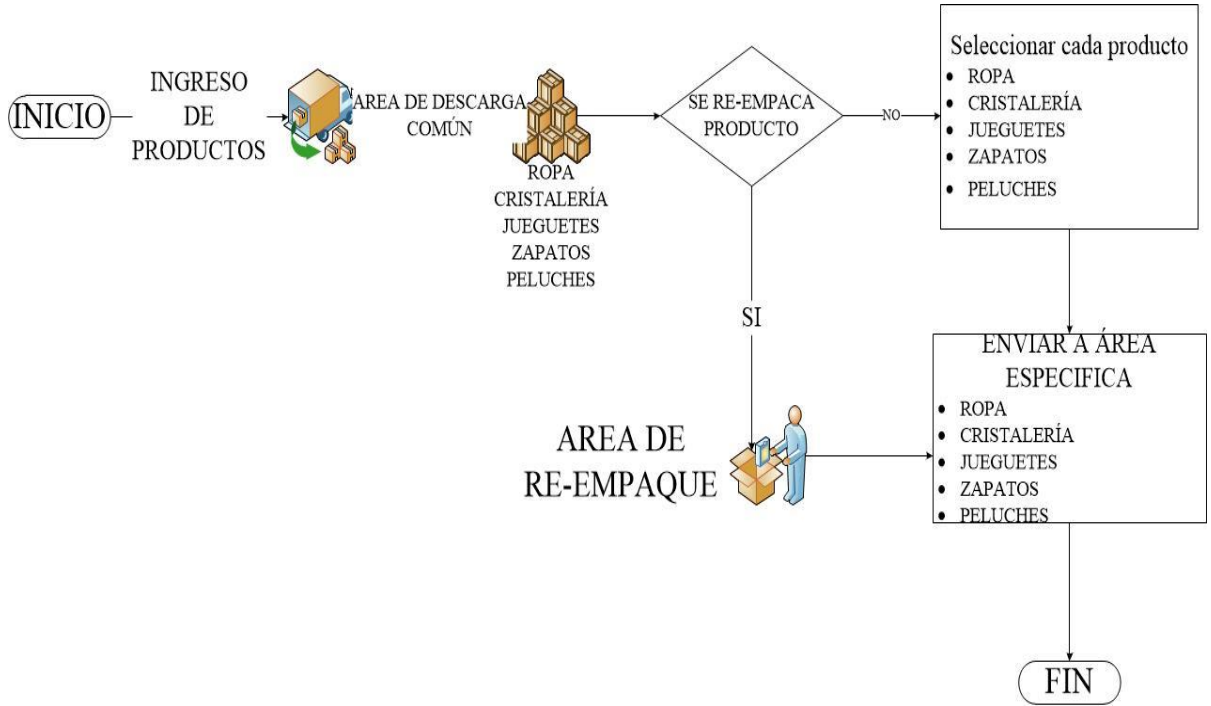 INICIO
INGRESO
DE
PRODUCTOS
AREA DE DESCARGA
COMÚN
ROPA
CRISTALERÍA
JUEGUETES
ZAPATOS
PELUCHES
SE RE-EMPACA
PRODUCTO
NO
Seleccionar cada producto
• ROPA
• CRISTALERÍA
• JUEGUETES
• ZAPATOS
• PELUCHES
SI
AREA DE
RE-EMPAQUE
ENVIAR A ÁREA
ESPECIFICA
• ROPA
• CRISTALERÍA
• JUEGUETES
• ZAPATOS
• PELUCHES
FIN